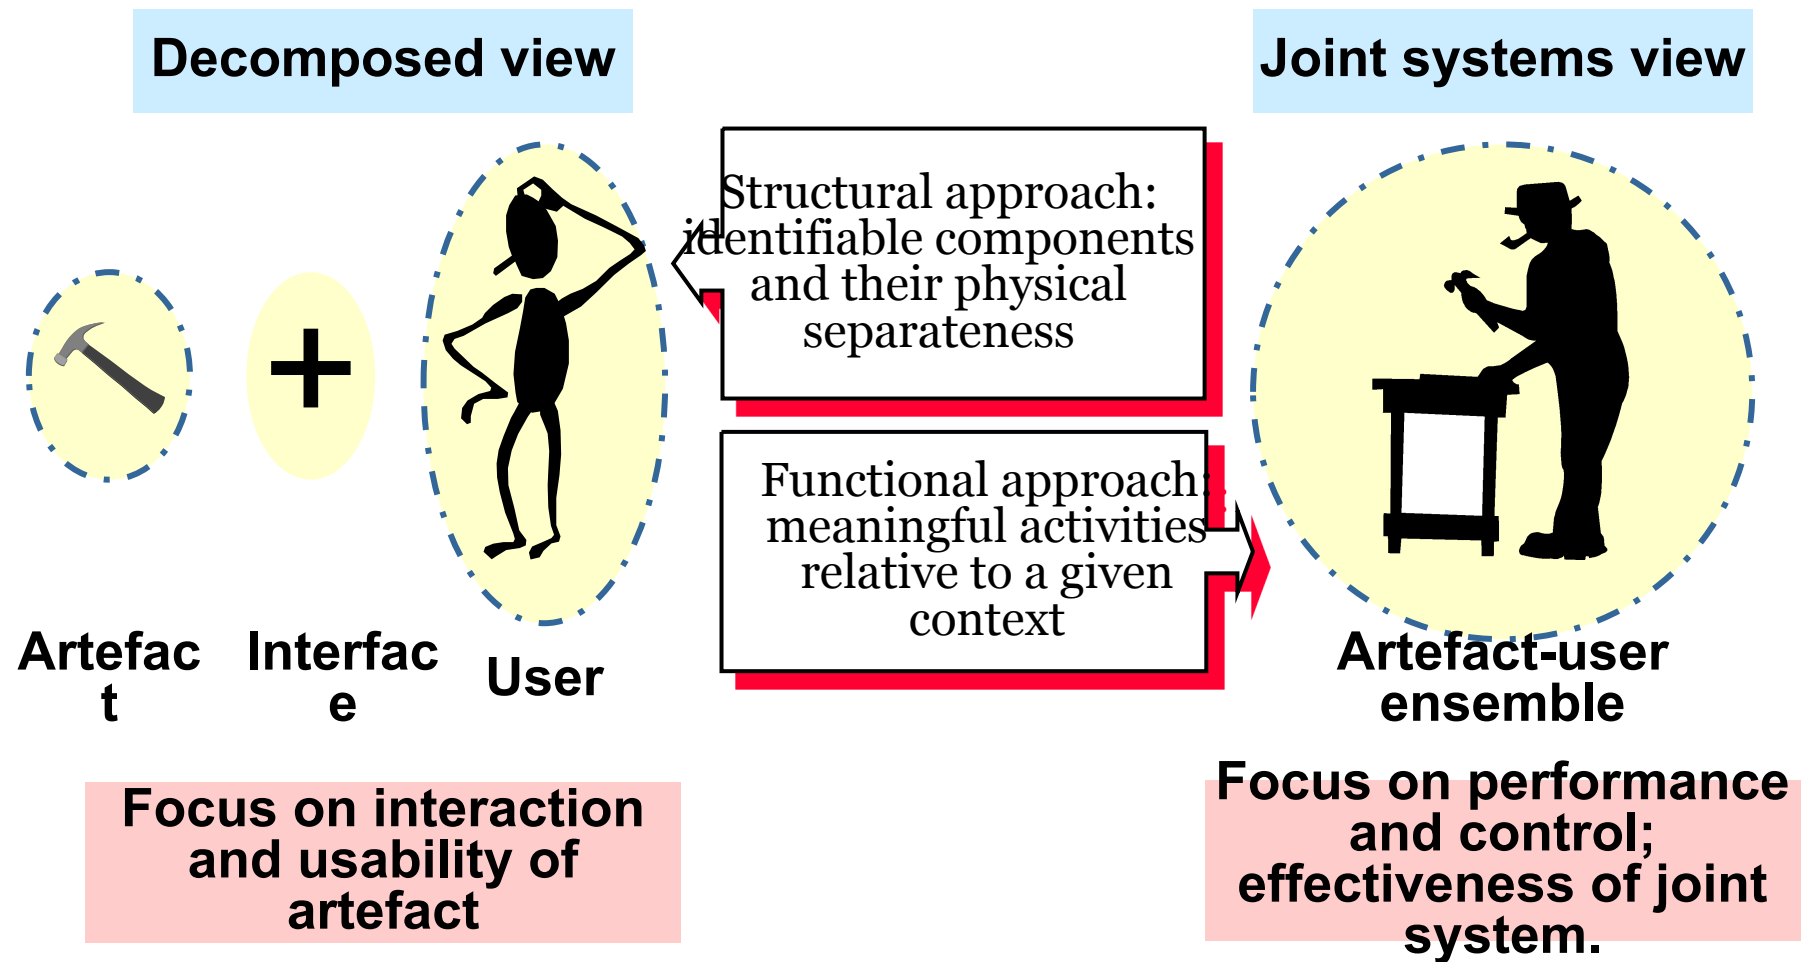 Decomposed view
Joint systems view
Structural approach:
identifiable components
and their physical
separateness
Functional approach:
meaningful activities
relative to a given
context
+
Artefac
t
Interfac
e
User
Artefact-user
ensemble
Focus on interaction
and usability of
artefact
Focus on performance
and control;
effectiveness of joint
system.